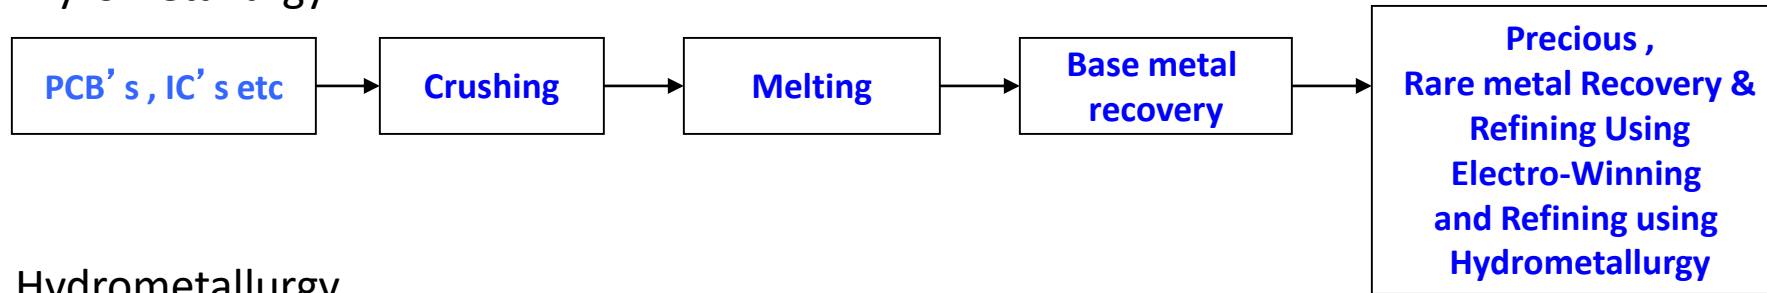 PCB’s , IC’s etc
Crushing
Melting
Base metal
recovery
Precious ,
Rare metal Recovery &
Refining Using
Electro-Winning
and Refining using
Hydrometallurgy
Hydrometallurgy